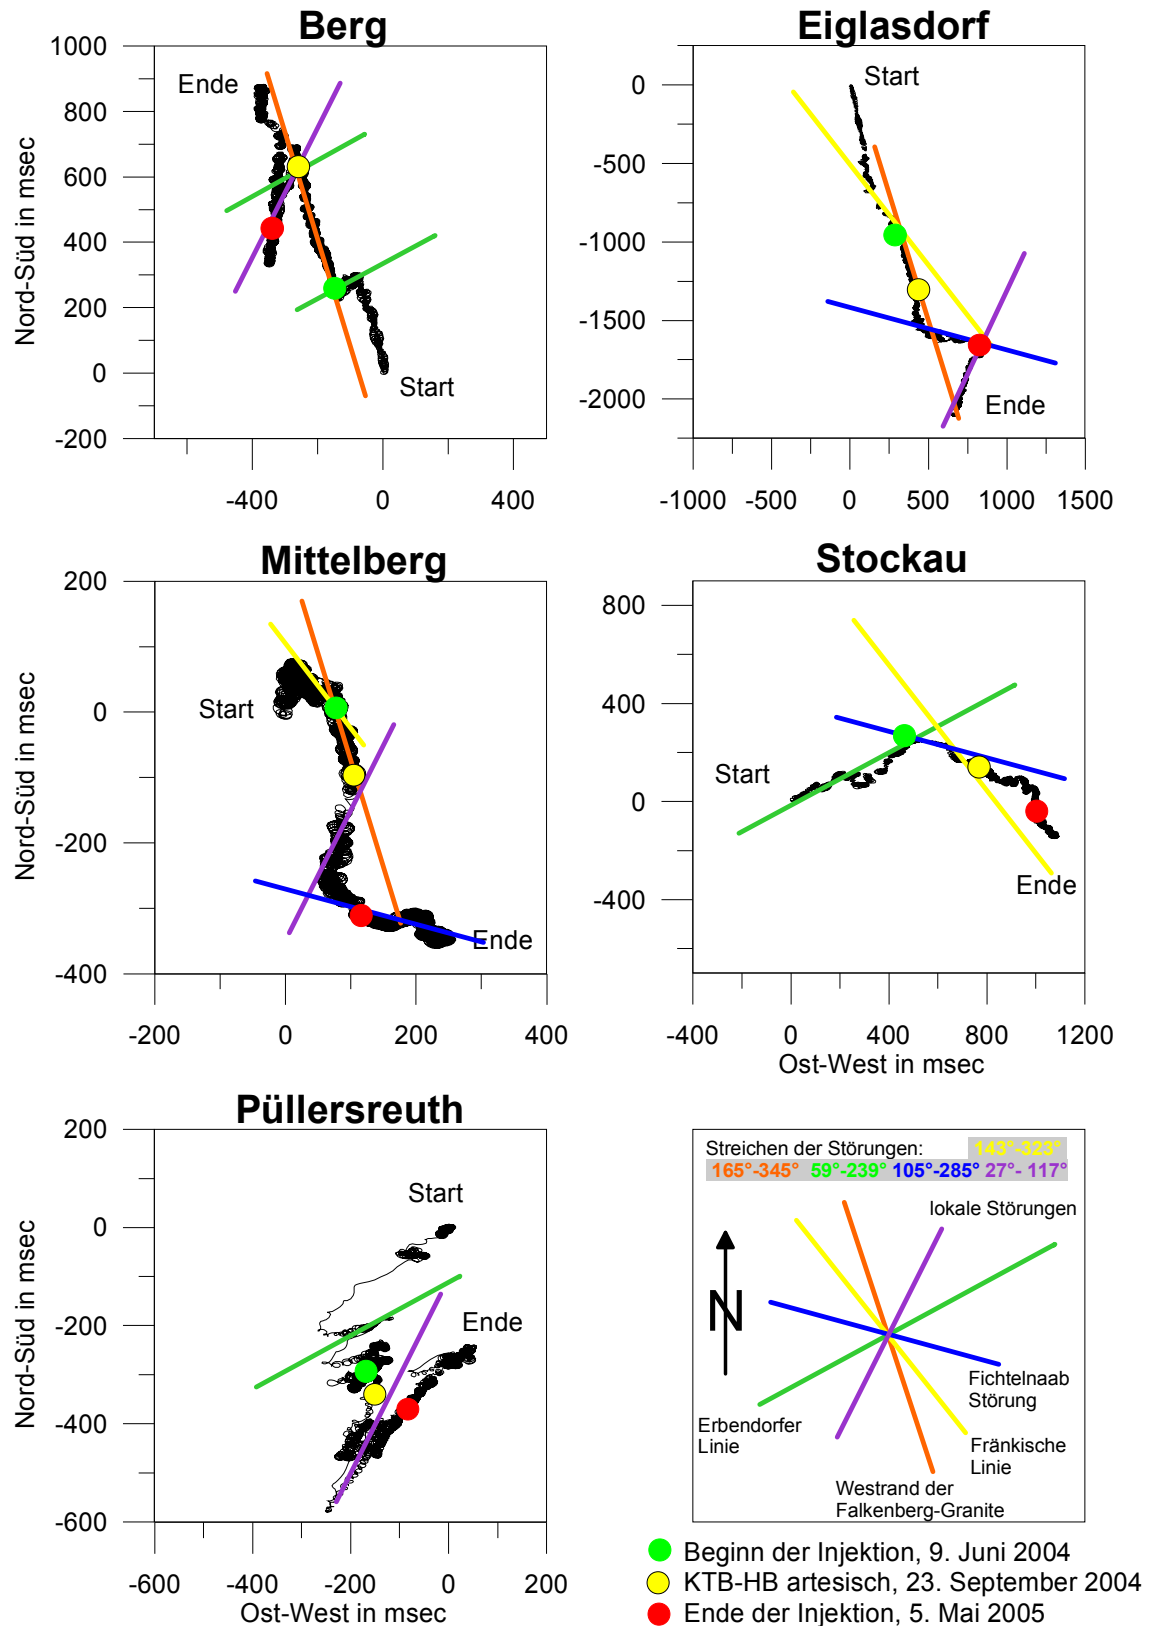 Berg
Nord-Süd in msec
1000
800
600
400
200
0
-200
Ende
Start
-400
0
400
Eiglasdorf
0
-500
-1000
-1500
-2000
Start
Ende
-1000
-500
0
500
1000
1500
Mittelberg
Nord-Süd in msec
200
0
-200
-400
Start
Ende
-200
0
200
400
Stockau
800
400
0
-400
Start
Ende
-400
0
400
800
1200
Ost-West in msec
Püllersreuth
Nord-Süd in msec
200
0
-200
-400
-600
Start
Ende
-600
-400
-200
0
200
Ost-West in msec
Streichen der Störungen: 143°-323°
165°-345° 59°-239° 105°-285° 27°- 117°
lokale Störungen
N
Fichtelnaab
Störung
Erbendorfer
Linie
Fränkische
Linie
Westrand der
Falkenberg-Granite
Beginn der Injektion, 9. Juni 2004
KTB-HB artesisch, 23. September 2004
Ende der Injektion, 5. Mai 2005